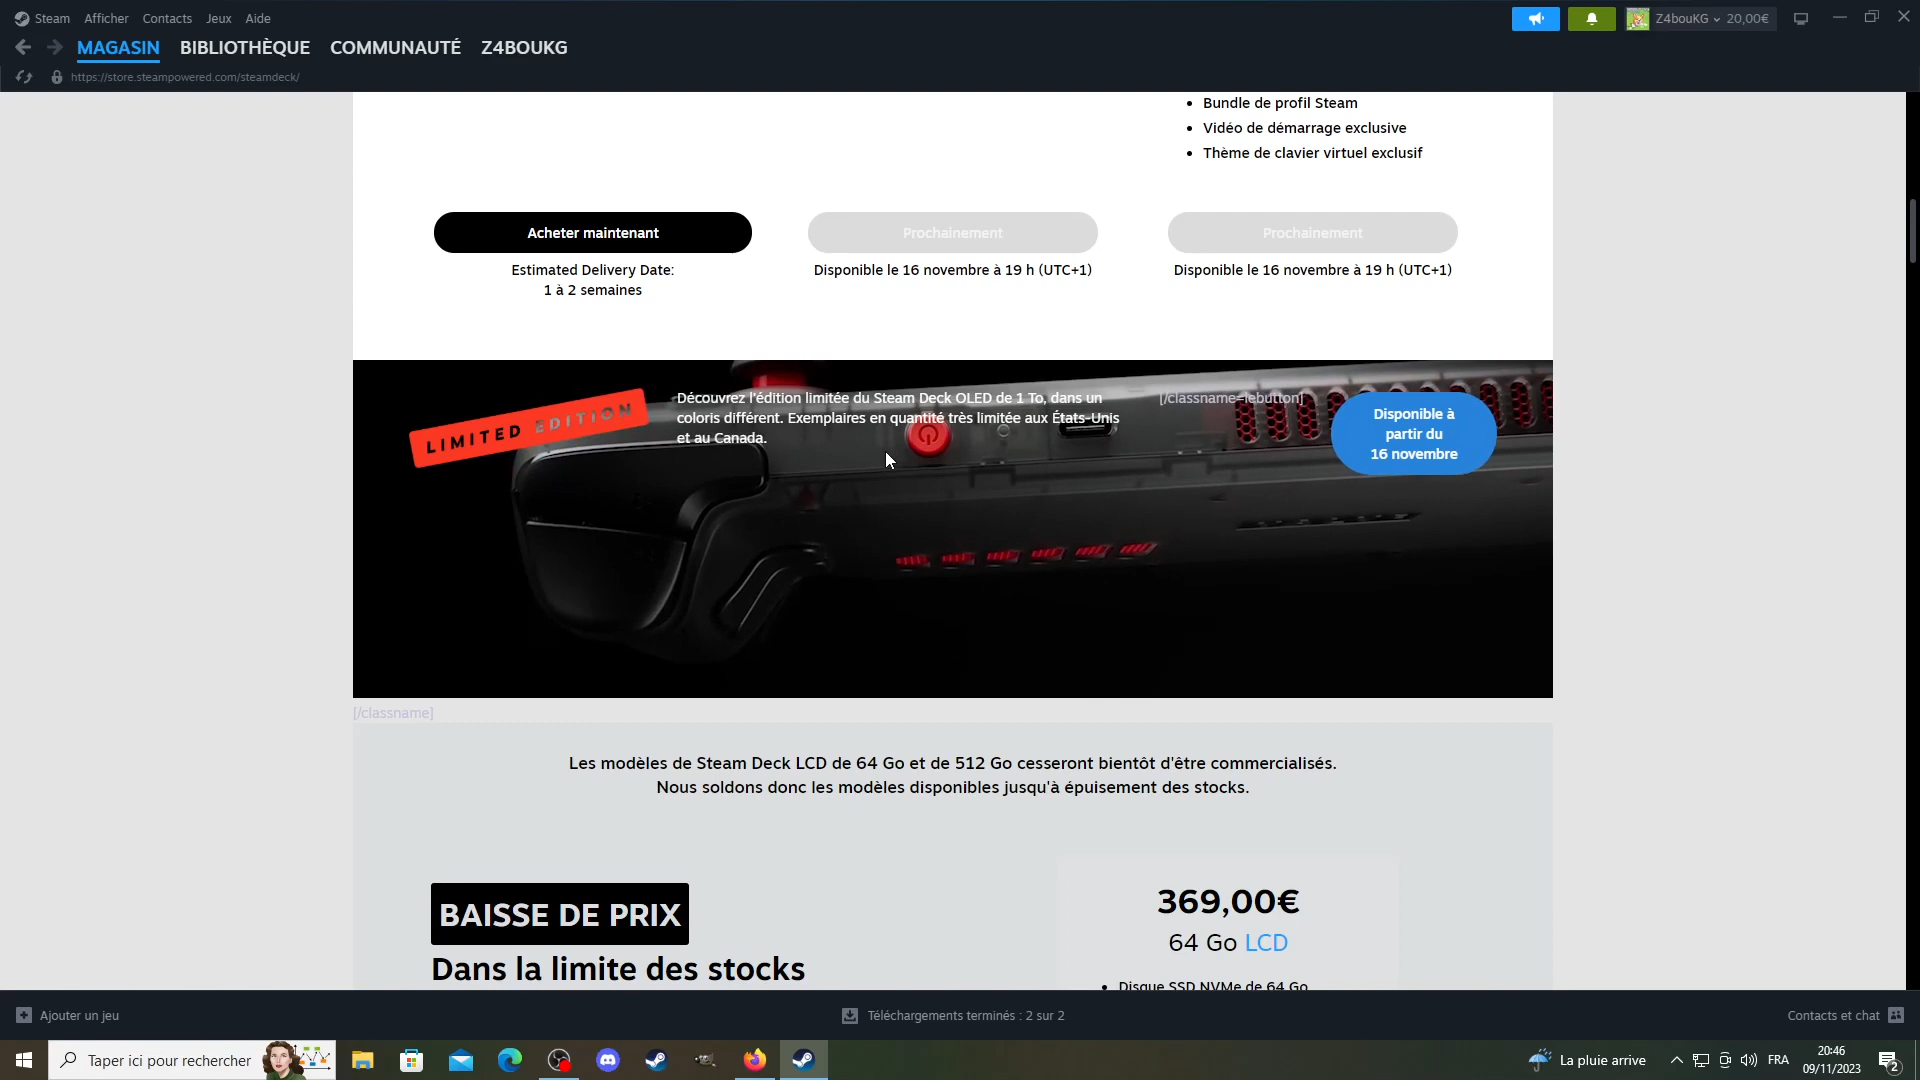 Steam Afficher Contacts Jeux Aide
Z4bouKG 20,00€
MAGASIN BIBLIOTHÈQUE COMMUNAUTÉ Z4BOUKG
https://store.steampowered.com/steamdeck/
• Bundle de profil Steam
• Vidéo de démarrage exclusive
• Thème de clavier virtuel exclusif
Acheter maintenant
Estimated Delivery Date:
1 à 2 semaines
Prochainement
Disponible le 16 novembre à 19 h (UTC+1)
Prochainement
Disponible le 16 novembre à 19 h (UTC+1)
LIMITED EDITION
Découvrez l'édition limitée du Steam Deck OLED de 1 To, dans un
coloris différent. Exemplaires en quantité très limitée aux États-Unis
et au Canada.
[/classname=lebutton]
Disponible à
partir du
16 novembre
[/classname]
Les modèles de Steam Deck LCD de 64 Go et de 512 Go cesseront bientôt d'être commercialisés.
Nous soldons donc les modèles disponibles jusqu'à épuisement des stocks.
BAISSE DE PRIX
Dans la limite des stocks
369,00€
64 Go LCD
• Disque SSD NVMe de 64 Go
Ajouter un jeu
Téléchargements terminés : 2 sur 2
Contacts et chat
Taper ici pour rechercher
La pluie arrive
FRA
20:46
09/11/2023
2